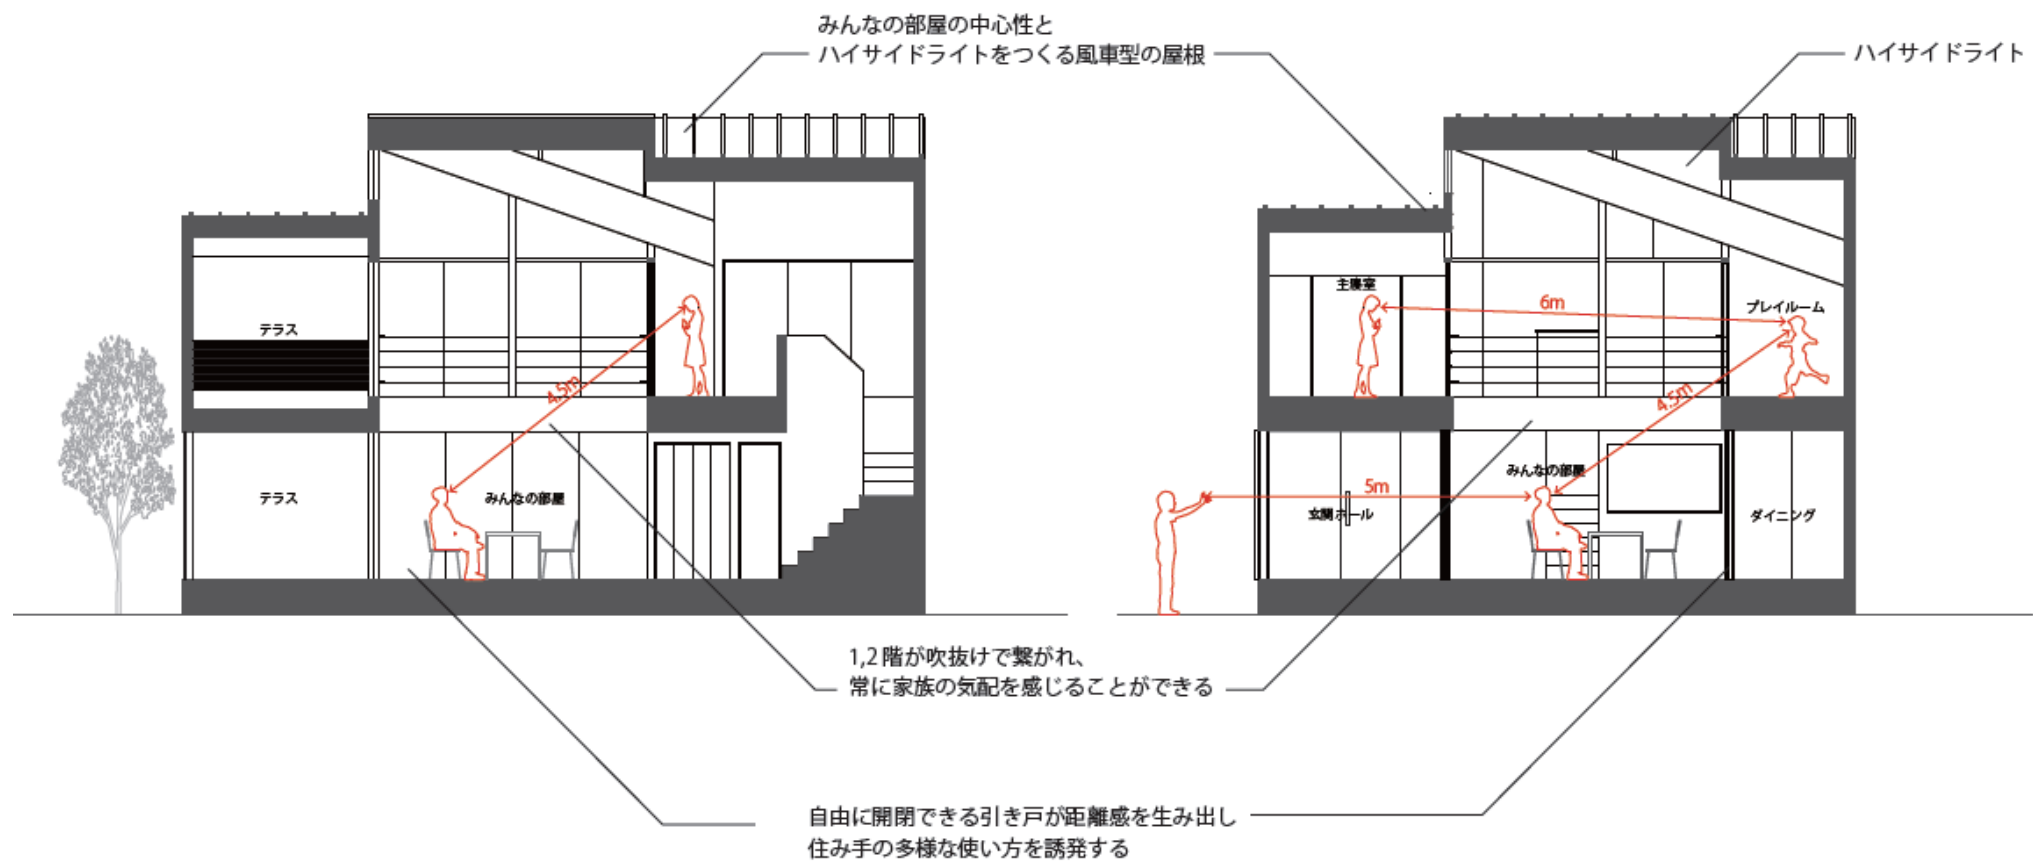 みんなの部屋の中心性と
ハイサイドライトをつくる風車型の屋根
ハイサイドライト
テラス
4.5m
テラス
みんなの部屋
主寝室
6m
プレイルーム
4.5m
みんなの部屋
5m
玄関ホール
ダイニング
1,2階が吹抜けで繋がれ、
常に家族の気配を感じることができる
自由に開閉できる引き戸が距離感を生み出し
住み手の多様な使い方を誘発する